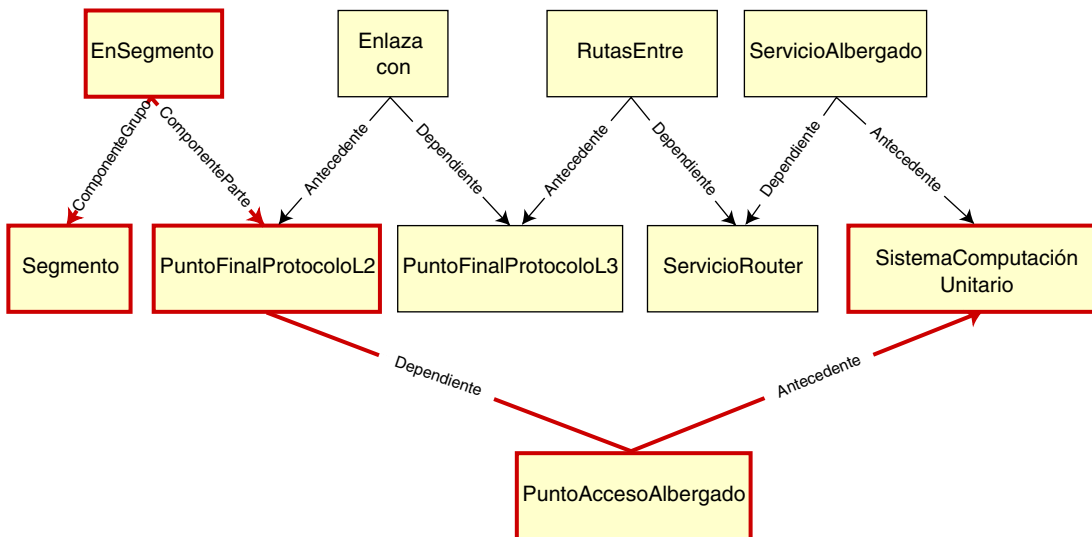 EnSegmento
Enlaza
con
RutasEntre
ServicioAlbergado
ComponenteGrupo
ComponenteParte
Antecedente
Dependiente
Antecedente
Dependiente
Dependiente
Antecedente
Segmento
PuntoFinalProtocoloL2
PuntoFinalProtocoloL3
ServicioRouter
SistemaComputación
Unitario
Dependiente
Antecedente
PuntoAccesoAlbergado